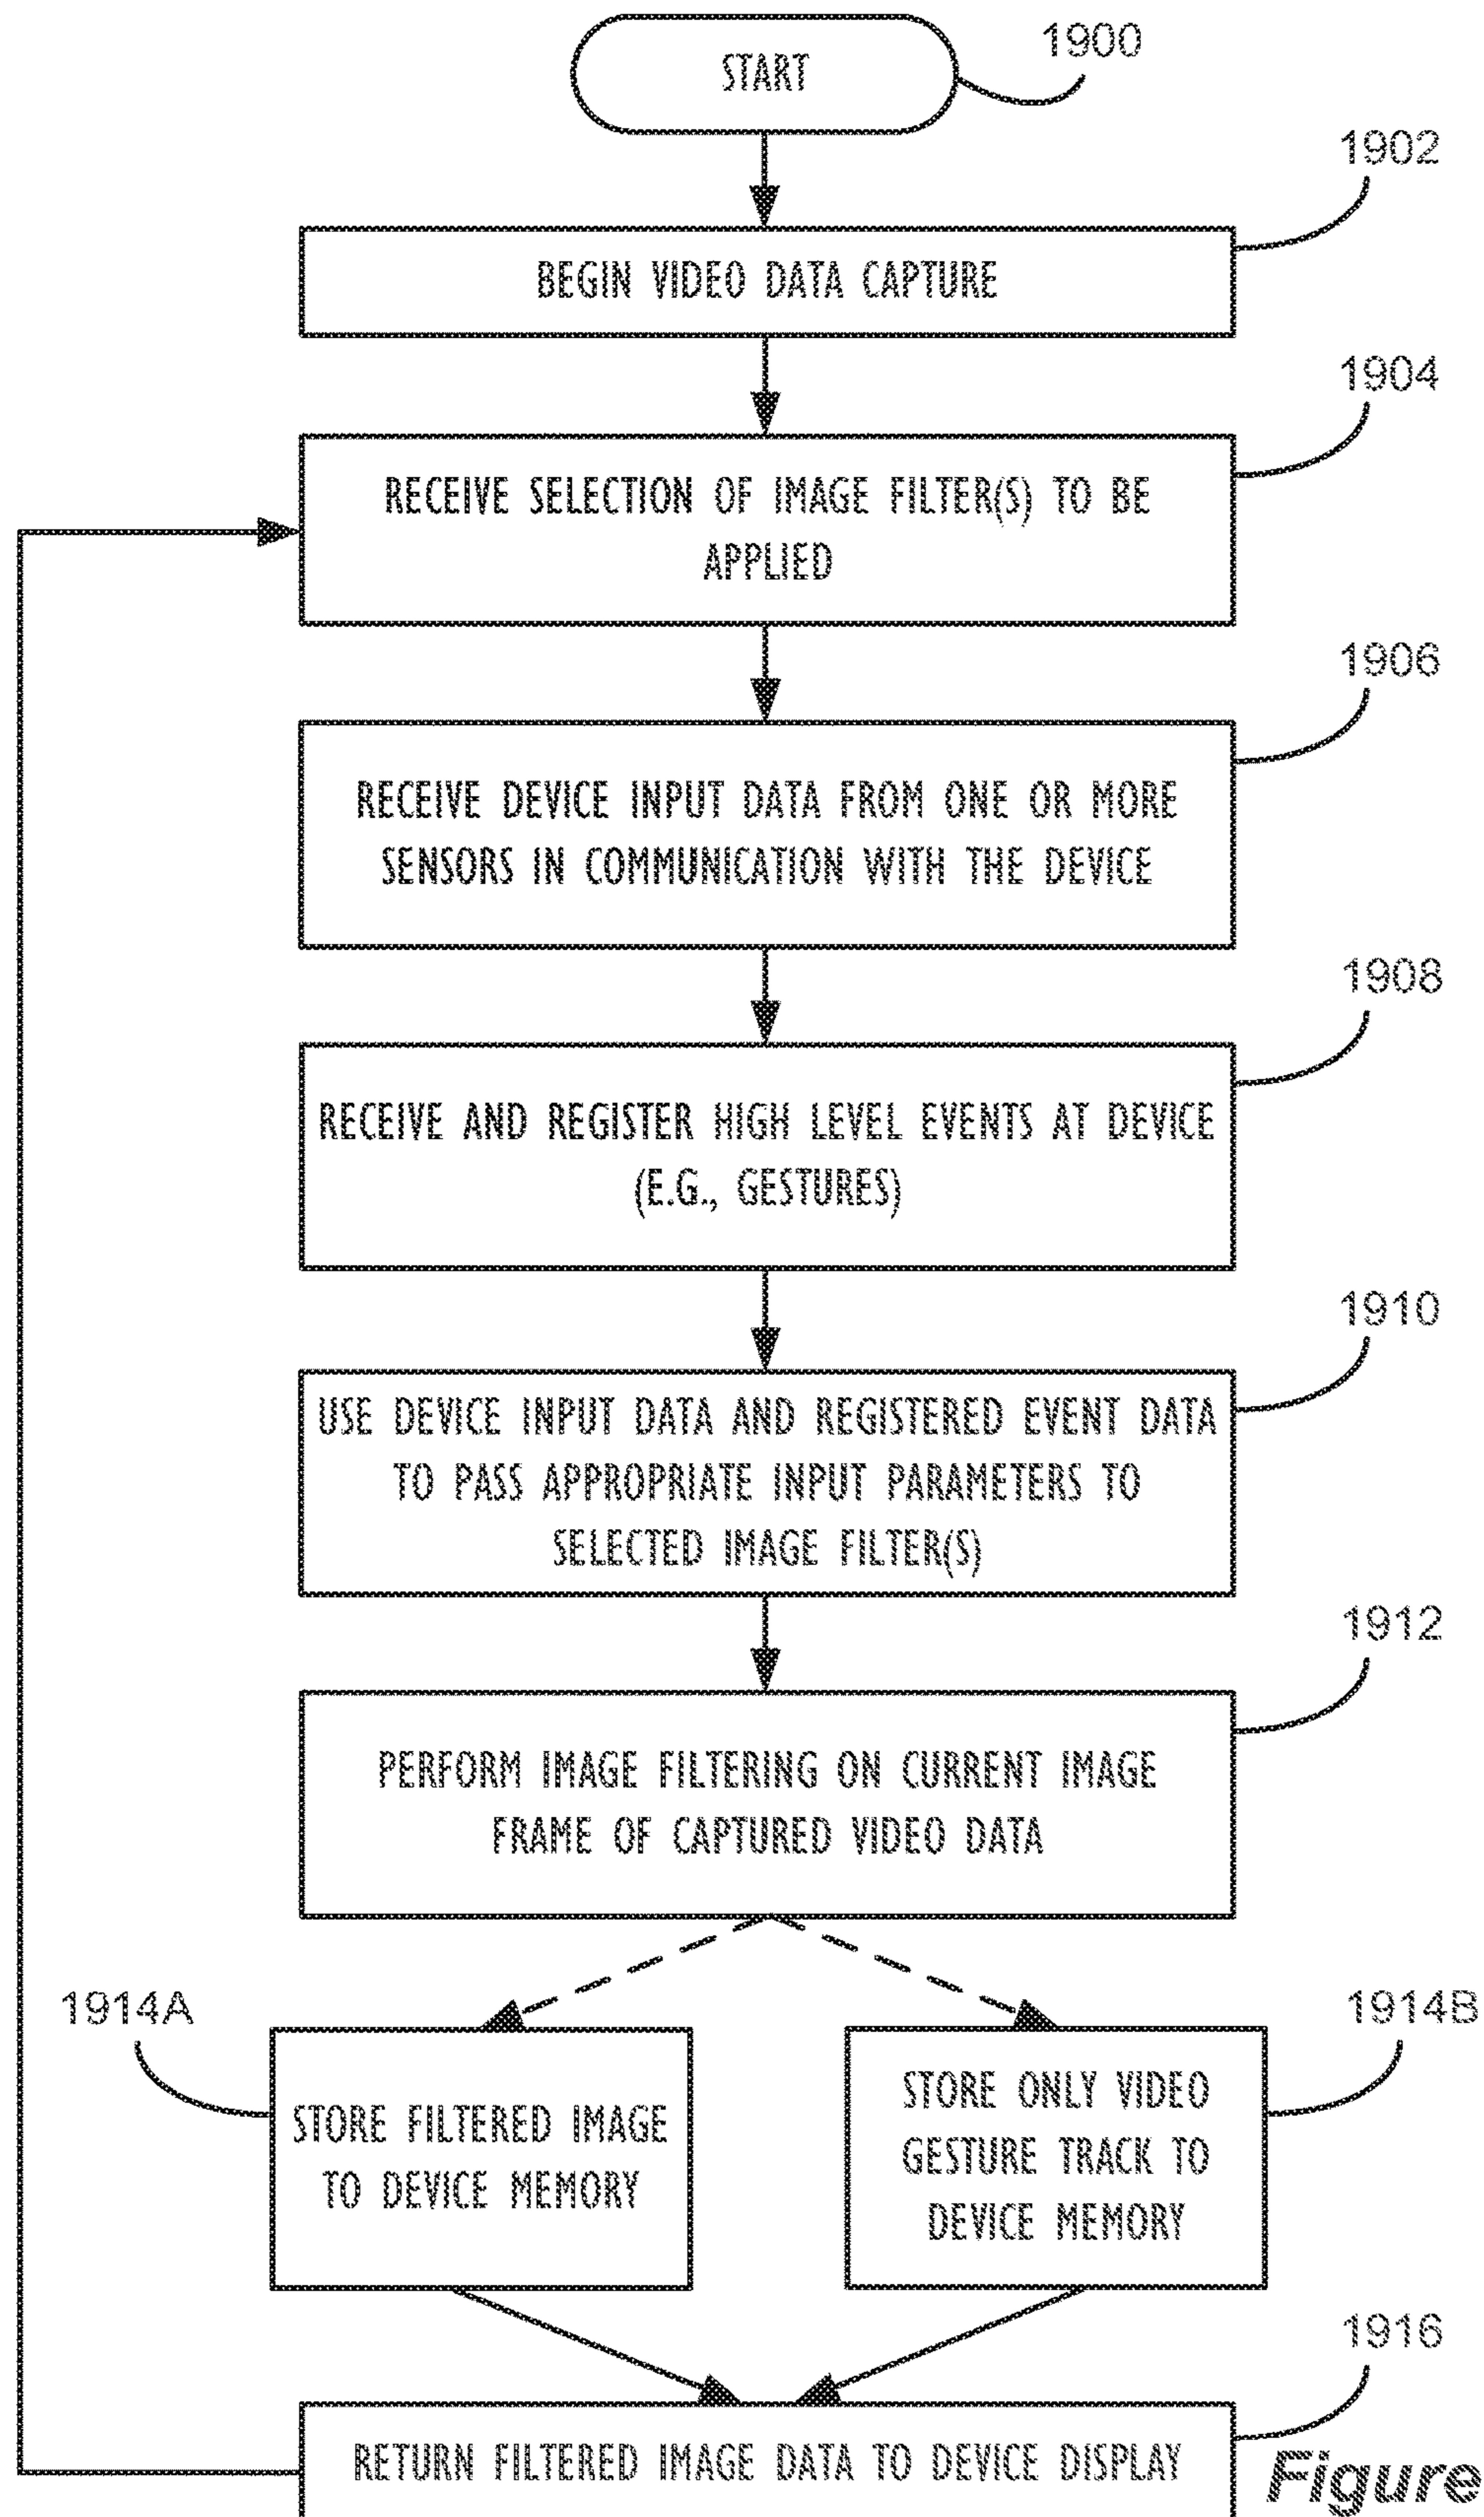 START
1900
1902
BEGIN VIDEO DATA CAPTURE
1904
RECEIVE SELECTION OF IMAGE FILTER(S) TO BE
APPLIED
1906
RECEIVE DEVICE INPUT DATA FROM ONE OR MORE
SENSORS IN COMMUNICATION WITH THE DEVICE
1908
RECEIVE AND REGISTER HIGH LEVEL EVENTS AT DEVICE
(E.G., GESTURES)
1910
USE DEVICE INPUT DATA AND REGISTERED EVENT DATA
TO PASS APPROPRIATE INPUT PARAMETERS TO
SELECTED IMAGE FILTER(S)
1912
PERFORM IMAGE FILTERING ON CURRENT IMAGE
FRAME OF CAPTURED VIDEO DATA
1914A
STORE FILTERED IMAGE
TO DEVICE MEMORY
1914B
STORE ONLY VIDEO
GESTURE TRACK TO
DEVICE MEMORY
1916
RETURN FILTERED IMAGE DATA TO DEVICE DISPLAY
Figure